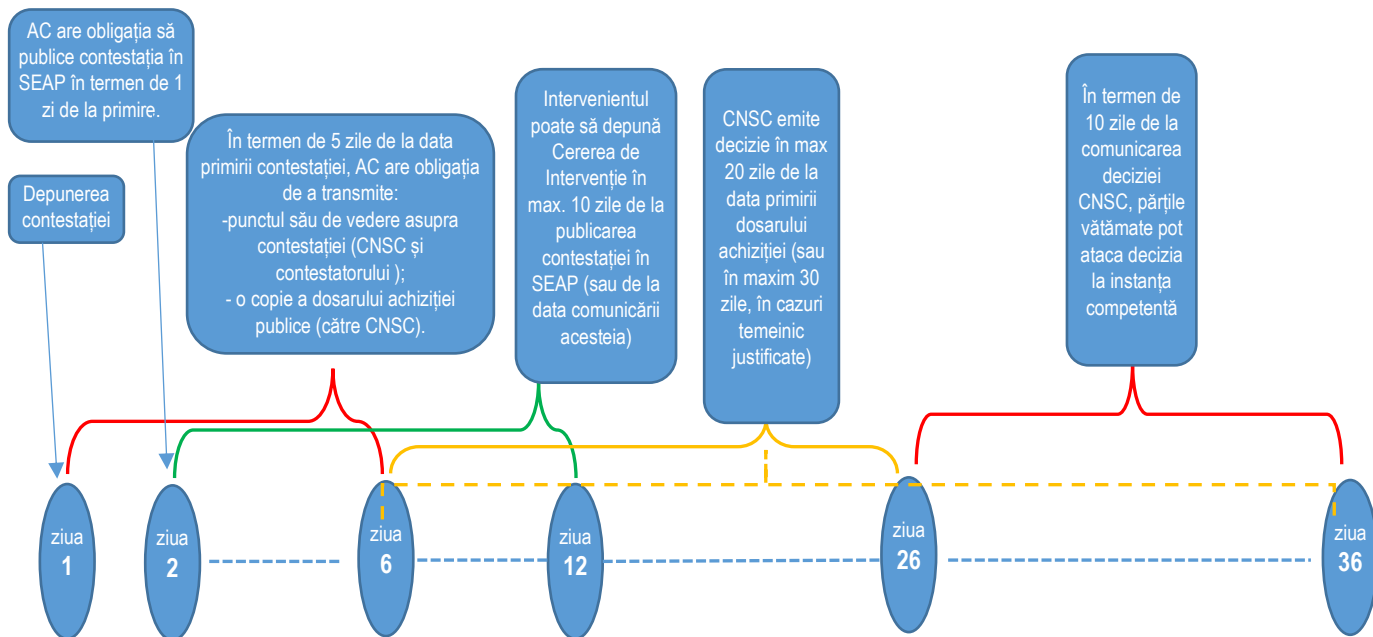 AC are obligația să
publice contestația în
SEAP în termen de 1
zi de la primire.
Depunerea
contestației
În termen de 5 zile de la data
primirii contestației, AC are obligația
de a transmite:
-punctul său de vedere asupra
contestației (CNSC și
contestatorului );
- o copie a dosarului achiziției
publice (către CNSC).
Intervenientul
poate să depună
Cererea de
Intervenție în
max. 10 zile de la
publicarea
contestației în
SEAP (sau de la
data comunicării
acesteia)
CNSC emite
decizie în max
20 zile de la
data primirii
dosarului
achiziției (sau
în maxim 30
zile, în cazuri
temeinic
justificate)
În termen de
10 zile de la
comunicarea
deciziei
CNSC, părțile
vătămate pot
ataca decizia
la instanța
competentă
ziua
1
ziua
2
ziua
6
ziua
12
ziua
26
ziua
36